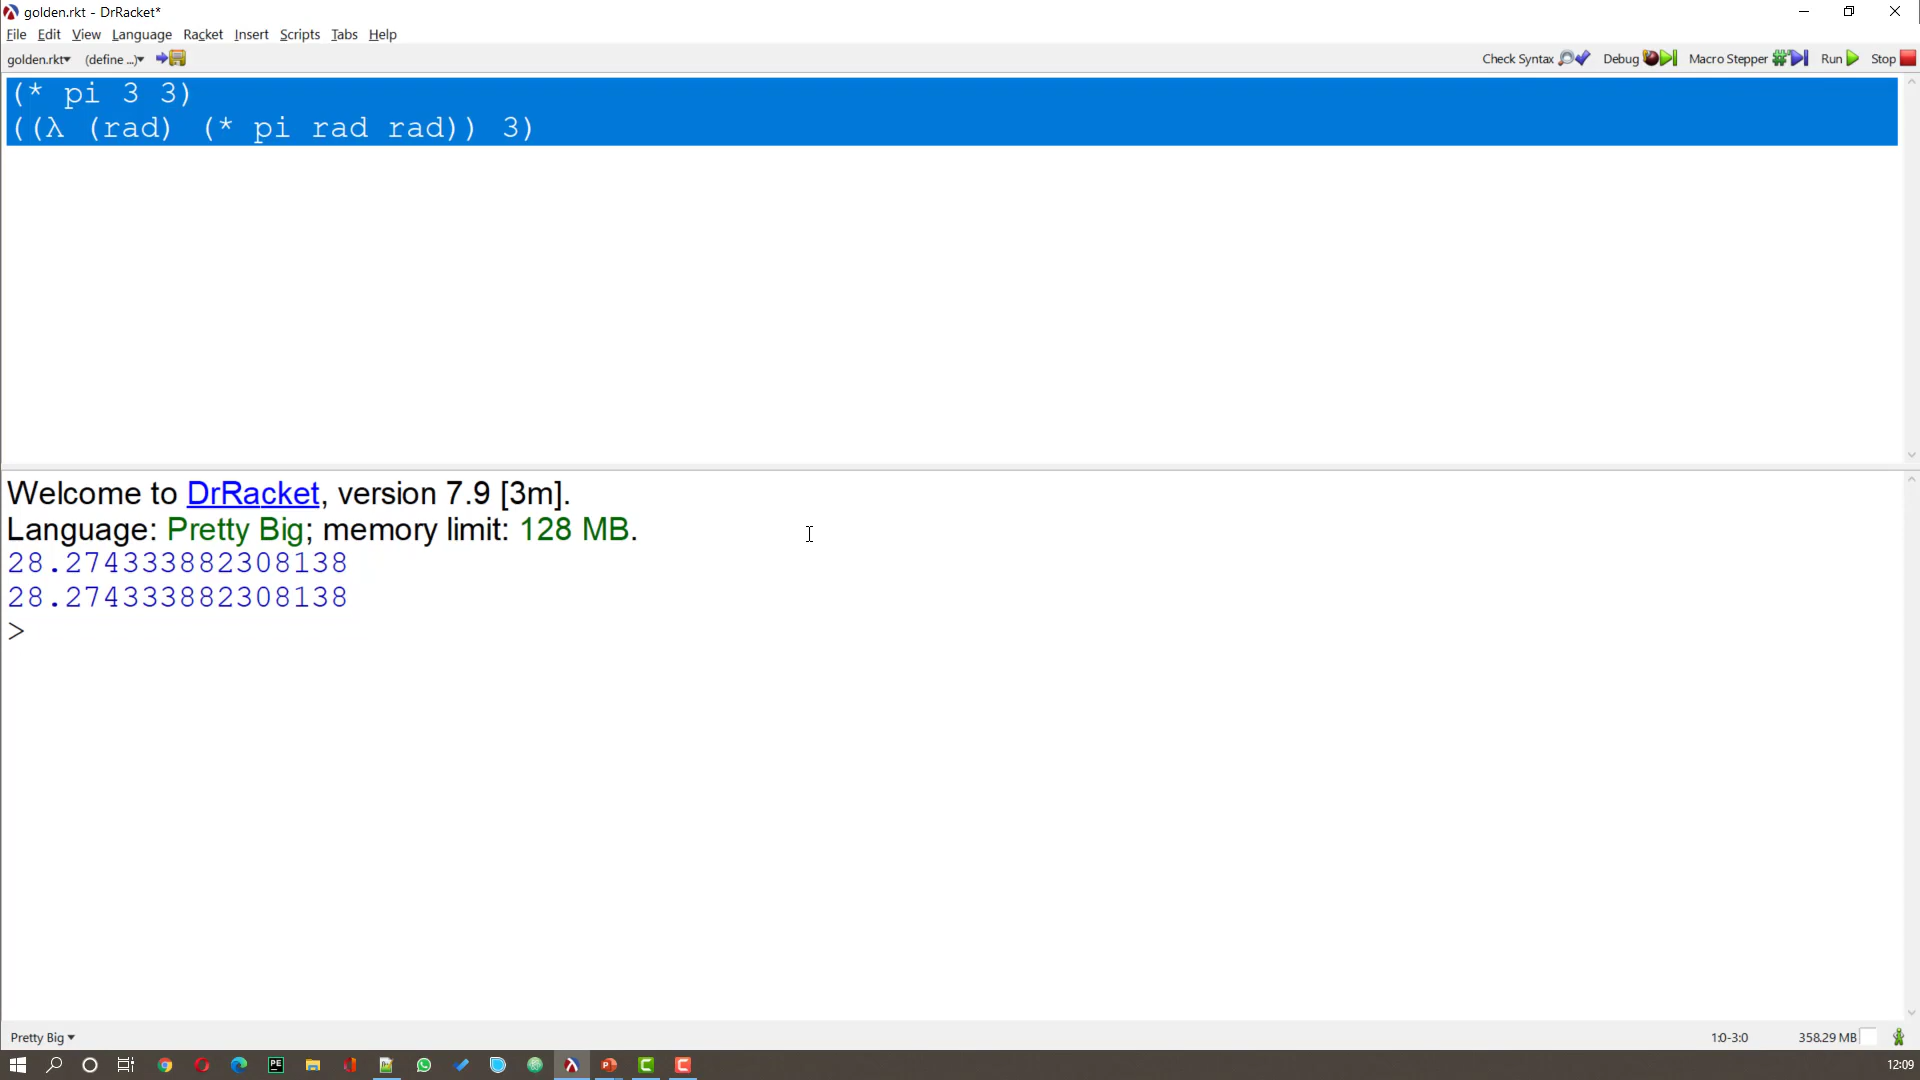 golden.rkt - DrRacket*
File Edit View Language Racket Insert Scripts Tabs Help
golden.rkt▾ (define ...)▾ Check Syntax Debug Macro Stepper Run Stop
(* pi 3 3)
((λ (rad) (* pi rad rad)) 3)
Welcome to DrRacket, version 7.9 [3m].
Language: Pretty Big; memory limit: 128 MB.
28.274333882308138
28.274333882308138
>
Pretty Big▾ 1:0-3:0 358.29 MB
PE P C C 12:09